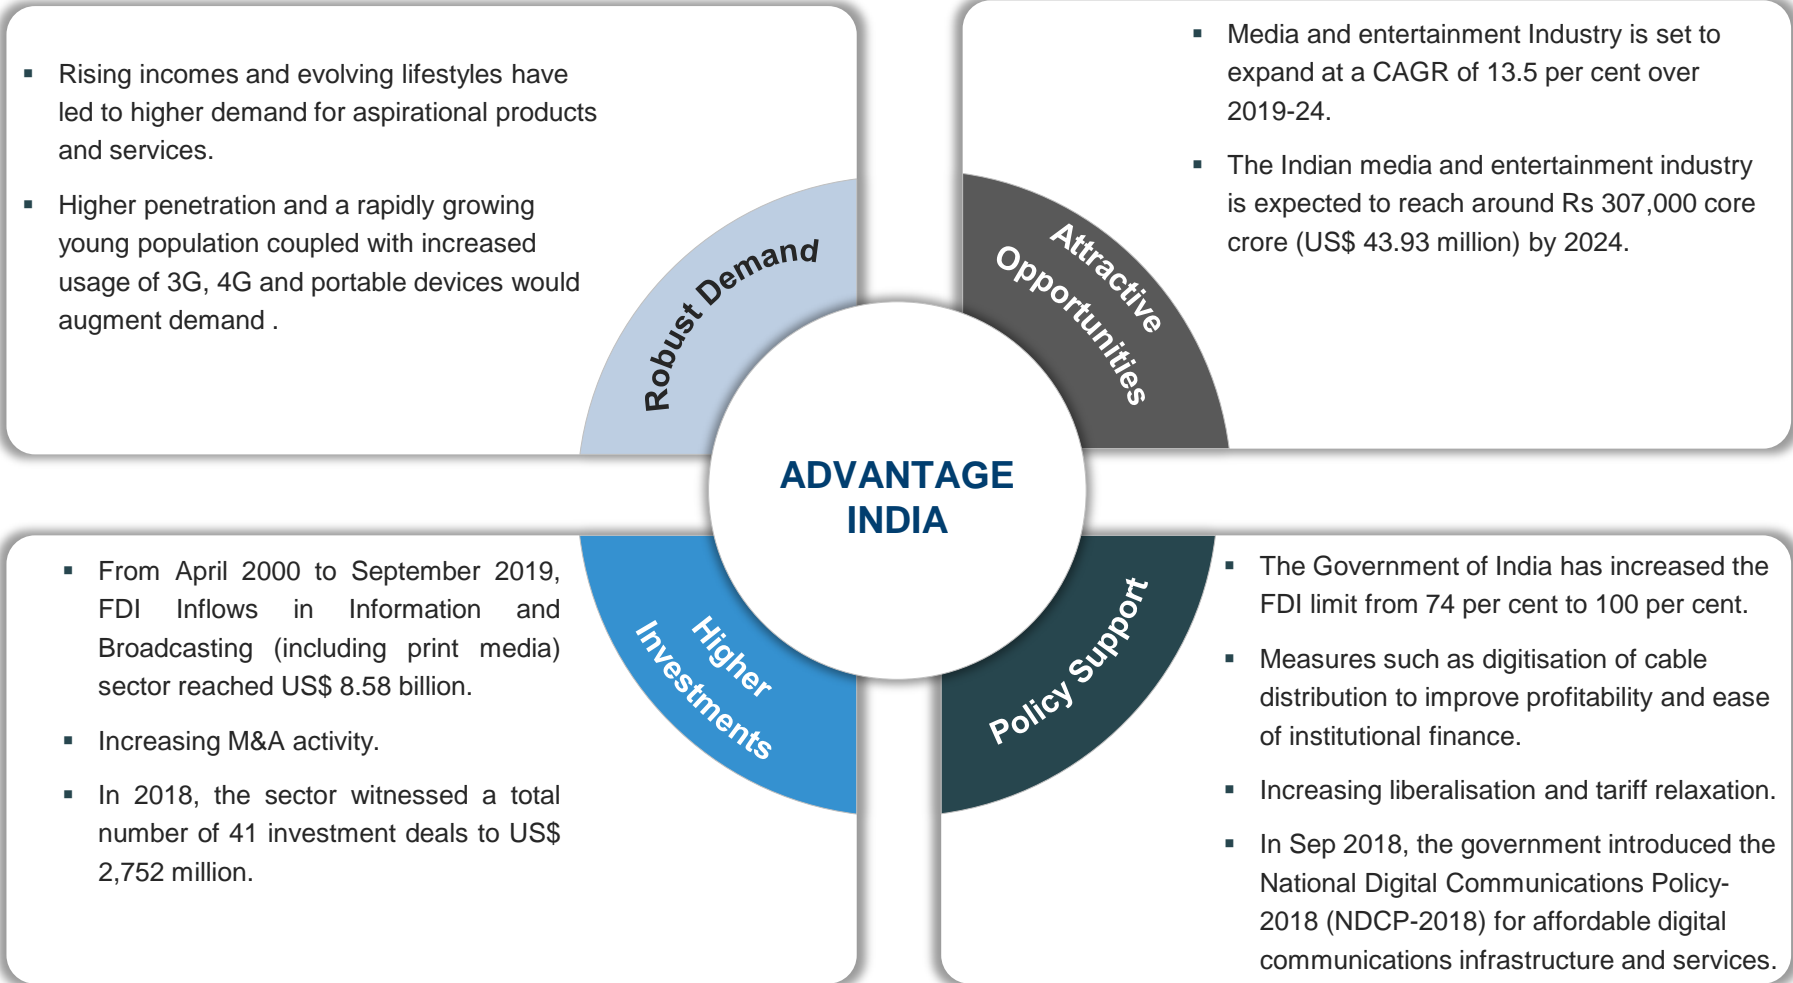 Rising incomes and evolving lifestyles have
led to higher demand for aspirational products
and services.
Higher penetration and a rapidly growing
young population coupled with increased
usage of 3G, 4G and portable devices would
augment demand .
Robust Demand
Media and entertainment Industry is set to
expand at a CAGR of 13.5 per cent over
2019-24.
The Indian media and entertainment industry
is expected to reach around Rs 307,000 core
crore (US$ 43.93 million) by 2024.
Attractive
Opportunities
ADVANTAGE
INDIA
From April 2000 to September 2019,
FDI Inflows in Information and
Broadcasting (including print media)
sector reached US$ 8.58 billion.
Increasing M&A activity.
In 2018, the sector witnessed a total
number of 41 investment deals to US$
2,752 million.
Higher
Investments
Policy Support
The Government of India has increased the
FDI limit from 74 per cent to 100 per cent.
Measures such as digitisation of cable
distribution to improve profitability and ease
of institutional finance.
Increasing liberalisation and tariff relaxation.
In Sep 2018, the government introduced the
National Digital Communications Policy-
2018 (NDCP-2018) for affordable digital
communications infrastructure and services.